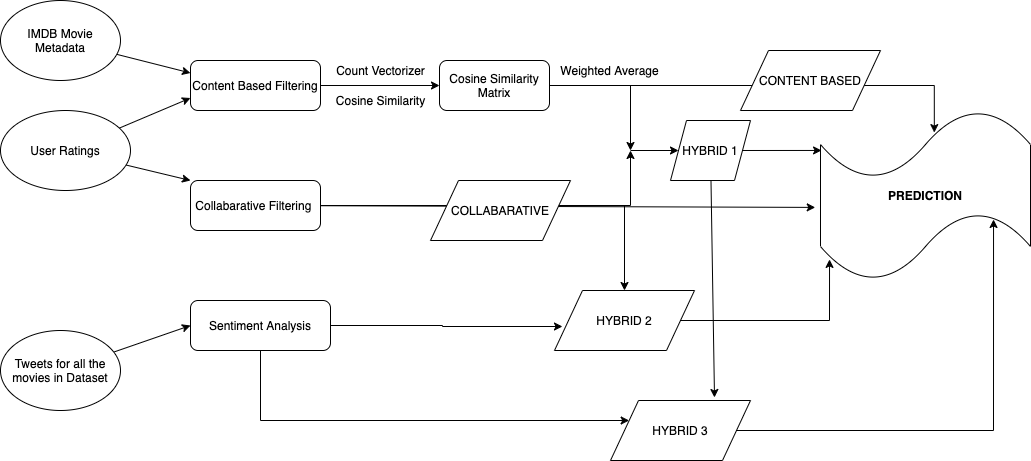 IMDB Movie
Metadata
Content Based Filtering
Count Vectorizer
Cosine Similarity
Cosine Similarity
Matrix
Weighted Average
CONTENT BASED
User Ratings
HYBRID 1
PREDICTION
Collabarative Filtering
COLLABARATIVE
Sentiment Analysis
HYBRID 2
Tweets for all the
movies in Dataset
HYBRID 3